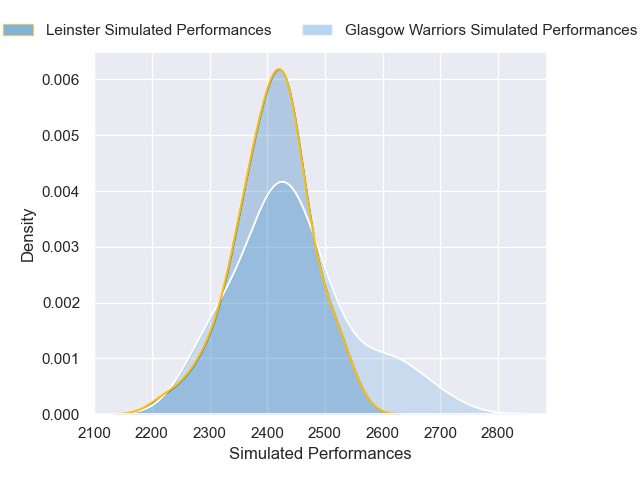 Leinster Simulated Performances
Glasgow Warriors Simulated Performances
0.006
0.005
0.004
0.003
0.002
0.001
0.000
Density
2100 2200 2300 2400 2500 2600 2700 2800
Simulated Performances